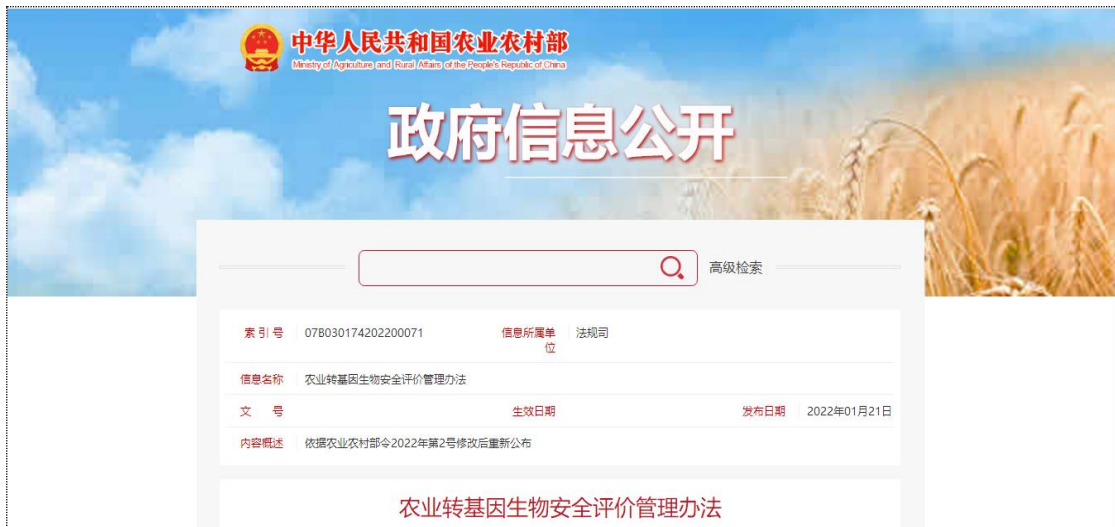 中华人民共和国农业农村部
Ministry of Agriculture and Rural Affairs of the People's Republic of China
政府信息公开
高级检索
索引号 07B030174202200071 信息所属单位 法规司
信息名称 农业转基因生物安全评价管理办法
文 号 生效日期 发布日期 2022年01月21日
内容概述 依据农业农村部令2022年第2号修改后重新公布
农业转基因生物安全评价管理办法